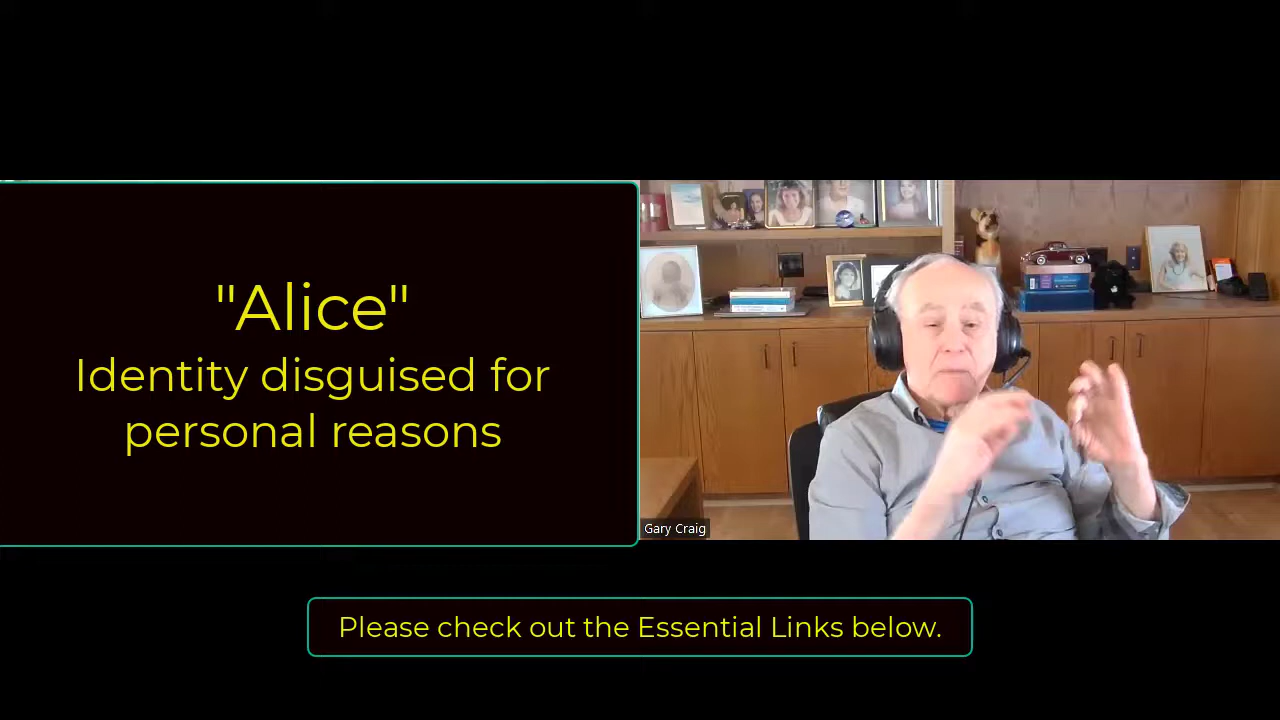 "Alice"
Identity disguised for
personal reasons
Gary Craig
Please check out the Essential Links below.